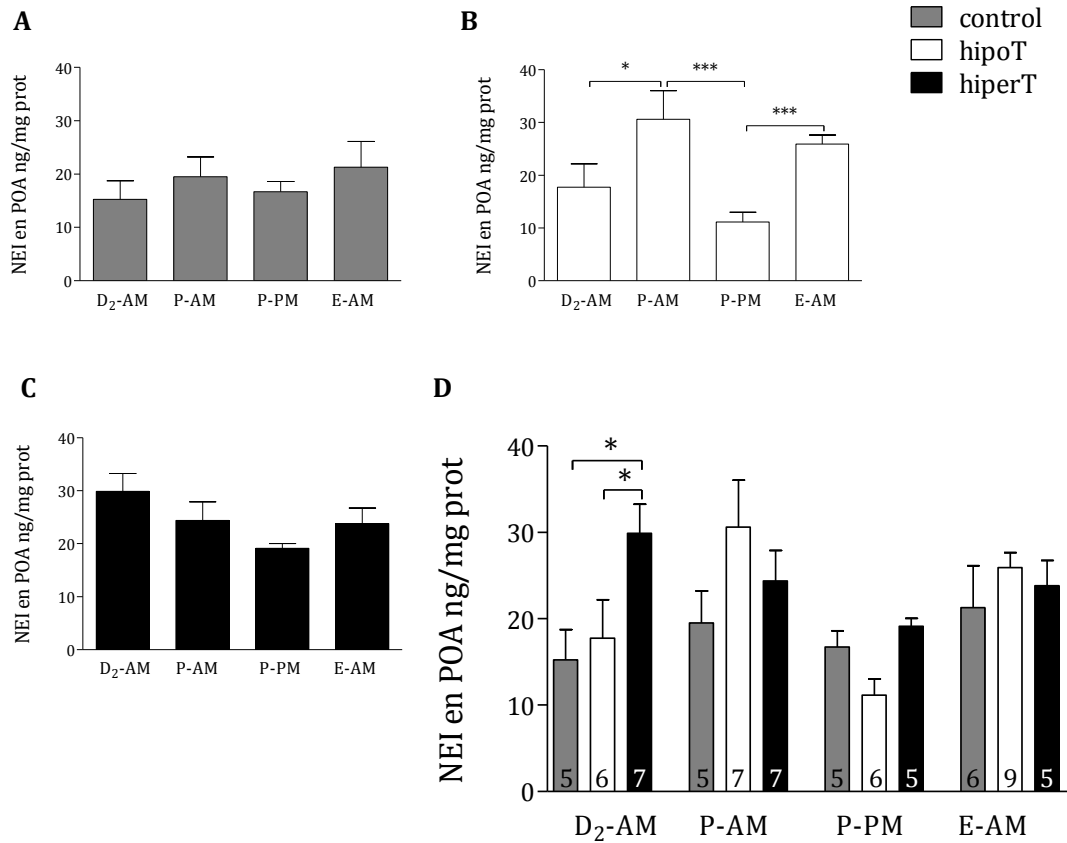 A
NEI en POA ng/mg prot
40
30
20
10
0
D₂-AM P-AM P-PM E-AM
B
NEI en POA ng/mg prot
40
30
20
10
0
* *** ***
D₂-AM P-AM P-PM E-AM
control
hipoT
hiperT
C
NEI en POA ng/mg prot
40
30
20
10
0
D₂-AM P-AM P-PM E-AM
D
NEI en POA ng/mg prot
40
30
20
10
0
*
*
5 6 7 5 7 7 5 6 5 6 9 5
D₂-AM P-AM P-PM E-AM